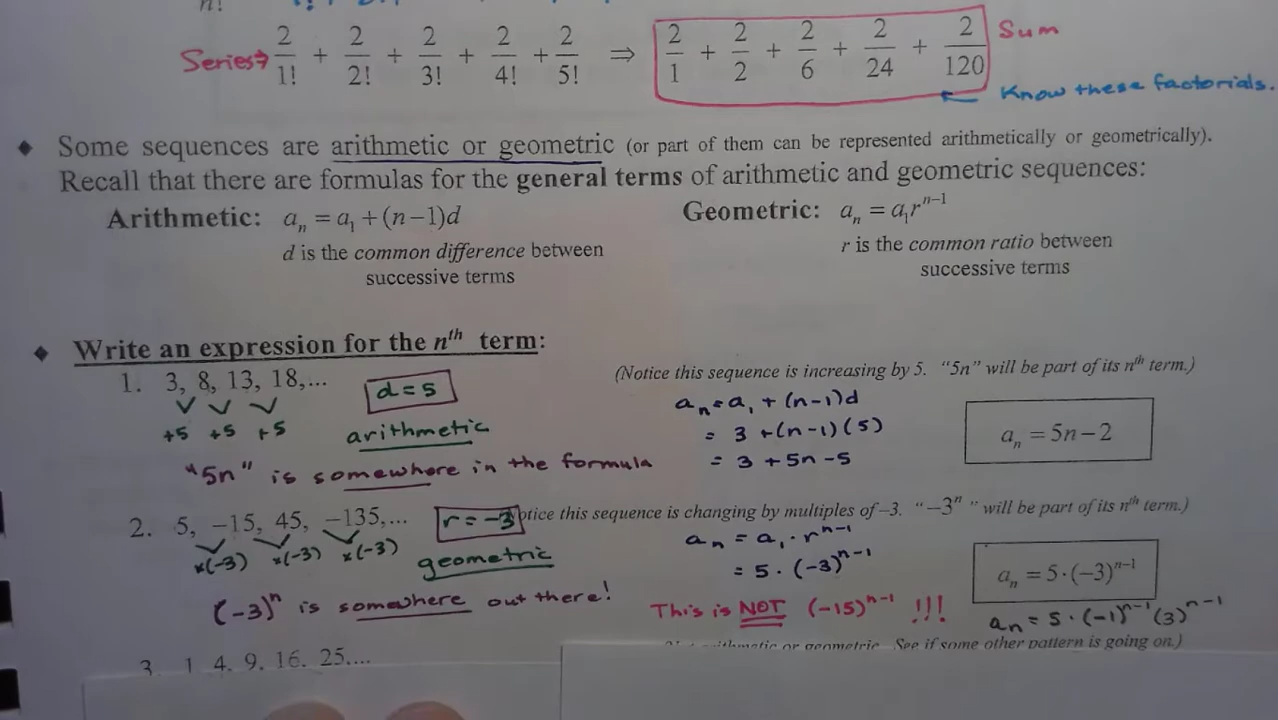 n!
Series→ 2/1! + 2/2! + 2/3! + 2/4! + 2/5! ⇒ 2/1 + 2/2 + 2/6 + 2/24 + 2/120 Sum
← Know these factorials.
◆ Some sequences are arithmetic or geometric (or part of them can be represented arithmetically or geometrically).
Recall that there are formulas for the general terms of arithmetic and geometric sequences:
Arithmetic: aₙ = a₁ + (n−1)d
d is the common difference between
successive terms
Geometric: aₙ = a₁rⁿ⁻¹
r is the common ratio between
successive terms
◆ Write an expression for the nᵗʰ term:
1. 3, 8, 13, 18,... d = 5
+5 +5 +5
arithmetic
"5n" is somewhere in the formula
(Notice this sequence is increasing by 5. "5n" will be part of its nᵗʰ term.)
aₙ = a₁ + (n-1)d
= 3 + (n-1)(5)
= 3 + 5n - 5
aₙ = 5n − 2
2. 5, −15, 45, −135,... r = -3
×(-3) ×(-3) ×(-3)
geometric
(-3)ⁿ is somewhere out there!
otice this sequence is changing by multiples of −3. "−3ⁿ " will be part of its nᵗʰ term.)
aₙ = a₁ · rⁿ⁻¹
= 5 · (-3)ⁿ⁻¹
aₙ = 5·(−3)ⁿ⁻¹
This is NOT (-15)ⁿ⁻¹ !!!
aₙ = 5 · (-1)ⁿ⁻¹ (3)ⁿ⁻¹
3. 1 4, 9, 16, 25,...
or geometric. See if some other pattern is going on.)